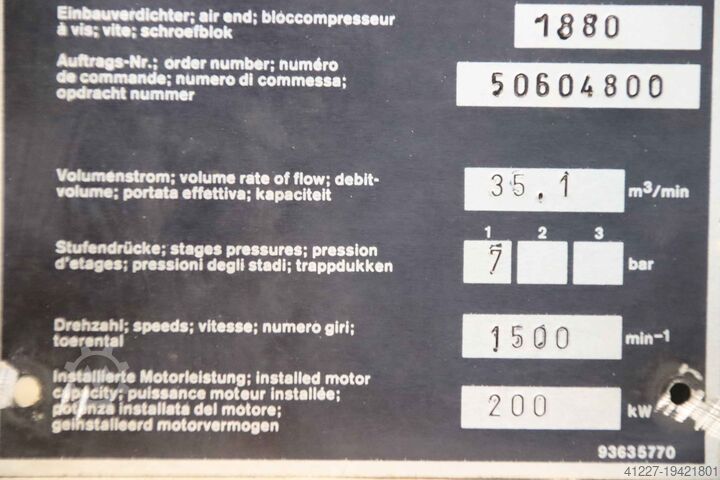 Einbauverdichter; air end; bloccompresseur
à vis; vite; schroefblok
1880
Auftrags-Nr.; order number; numéro
de commande; numero di commessa;
opdracht nummer
50604800
Volumenstrom; volume rate of flow; debit-
volume; portata effettiva; kapaciteit
35,1 m³/min
1 2 3
Stufendrücke; stages pressures; pression
d'etages; pressioni degli stadi; trappdukken
7 bar
Drehzahl; speeds; vitesse; numero giri;
toerental
1500 min-1
Installierte Motorleistung; installed motor
capacity; puissance moteur installée;
potenza installata del motore;
geinstalleerd motorvermogen
200 kW
93635770
41227-19421801